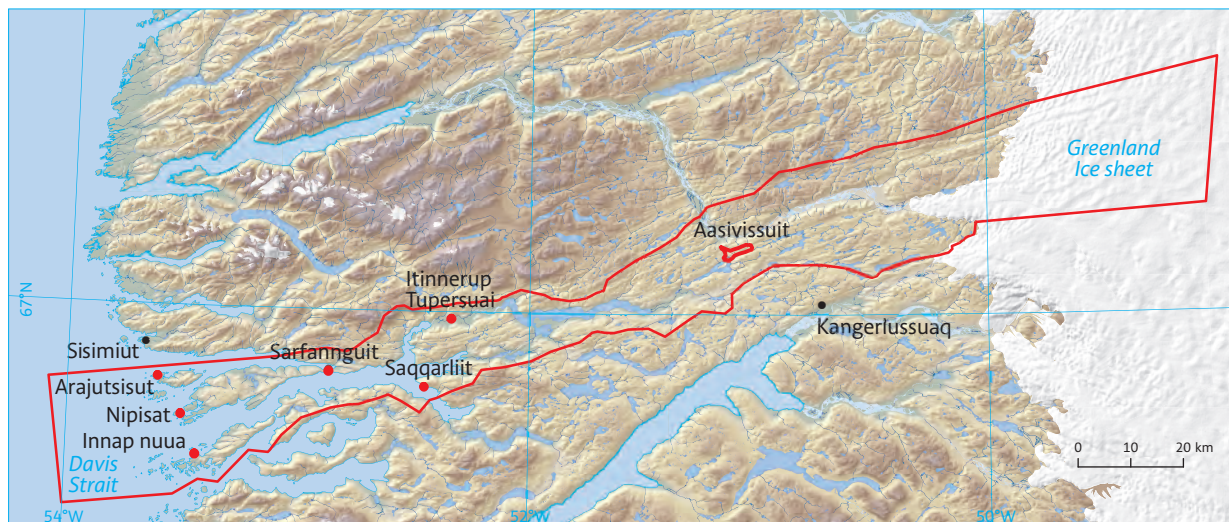 Greenland
Ice sheet
Aasivissuit
Itinnerup
Tupersuai
67°N
Kangerlussuaq
Sisimiut
Sarfannguit
Saqqarliit
Arajutsisut
Nipisat
Innap nuua
Davis
Strait
0 10 20 km
54°W 52°W 50°W